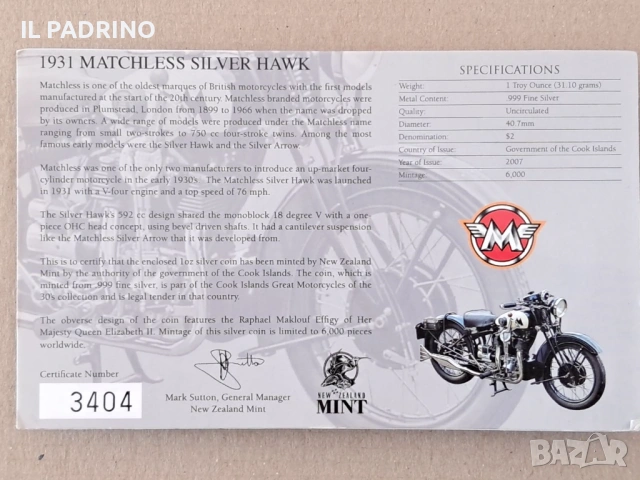 IL PADRINO
1931 MATCHLESS SILVER HAWK
Matchless is one of the oldest marques of British motorcycles with the first models
manufactured at the start of the 20th century. Matchless branded motorcycles were
produced in Plumstead, London from 1899 to 1966 when the name was dropped
by its owners. A wide range of models were produced under the Matchless name
ranging from small two-strokes to 750 cc four-stroke twins. Among the most
famous early models were the Silver Hawk and the Silver Arrow.
Matchless was one of the only two manufacturers to introduce an up-market four-
cylinder motorcycle in the early 1930's. The Matchless Silver Hawk was launched
in 1931 with a V-four engine and a top speed of 76 mph.
The Silver Hawk's 592 cc design shared the monoblock 18 degree V with a one
piece OHC head concept, using bevel driven shafts. It had a cantilever suspension
like the Matchless Silver Arrow that it was developed from.
This is to certify that the enclosed 1oz silver coin has been minted by New Zealand
Mint by the authority of the government of the Cook Islands. The coin, which is
minted from .999 fine silver, is part of the Cook Islands Great Motorcycles of the
30's collection and is legal tender in that country.
The obverse design of the coin features the Raphael Maklouf Effigy of Her
Majesty Queen Elizabeth II. Mintage of this silver coin is limited to 6,000 pieces
worldwide.
Certificate Number
3404
Mark Sutton, General Manager
New Zealand Mint
NEW ZEALAND
MINT
SPECIFICATIONS
Weight: 1 Troy Ounce (31.10 grams)
Metal Content: .999 Fine Silver
Quality: Uncirculated
Diameter: 40.7mm
Denomination: $2
Country of Issue: Government of the Cook Islands
Year of Issue: 2007
Mintage: 6,000
M
BAZAR